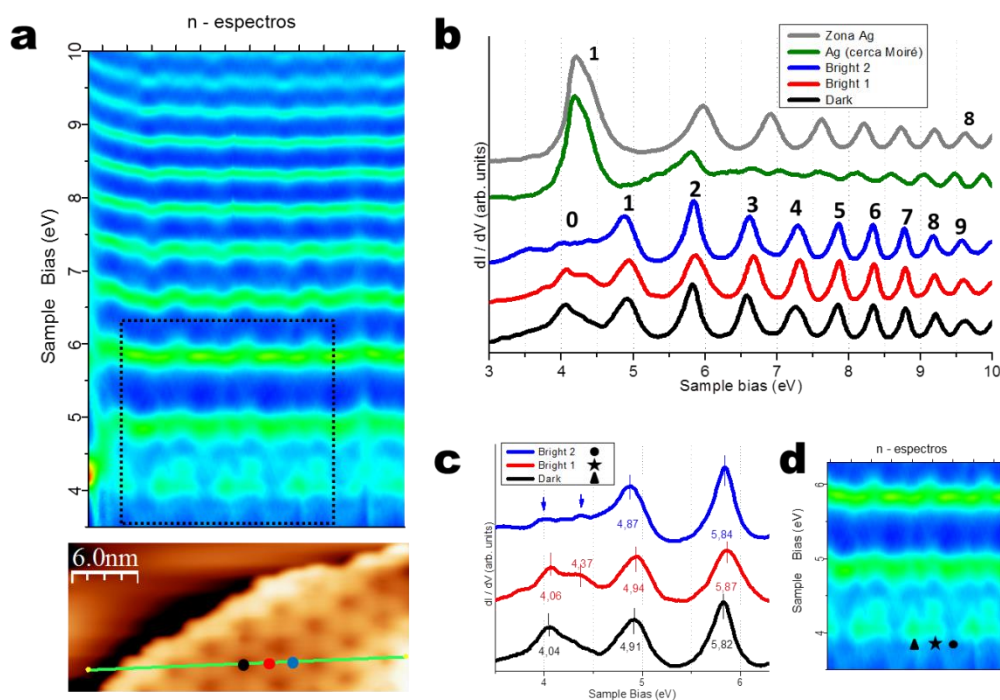 n - espectros
a
10
9
8
7
6
5
4
Sample Bias (eV)
6.0nm
b
Zona Ag
Ag (cerca Moiré)
Bright 2
Bright 1
Dark
1
8
0 1 2 3 4 5 6 7 8 9
dI / dV (arb. units)
3 4 5 6 7 8 9 10
Sample bias (eV)
c
Bright 2
Bright 1
Dark
4,87 5,84
4,06 4,37 4,94 5,87
4,04 4,91 5,82
dI / dV (arb. units)
4 5 6
Sample Bias (eV)
d
n - espectros
6
5
4
Bias (eV)
Sample